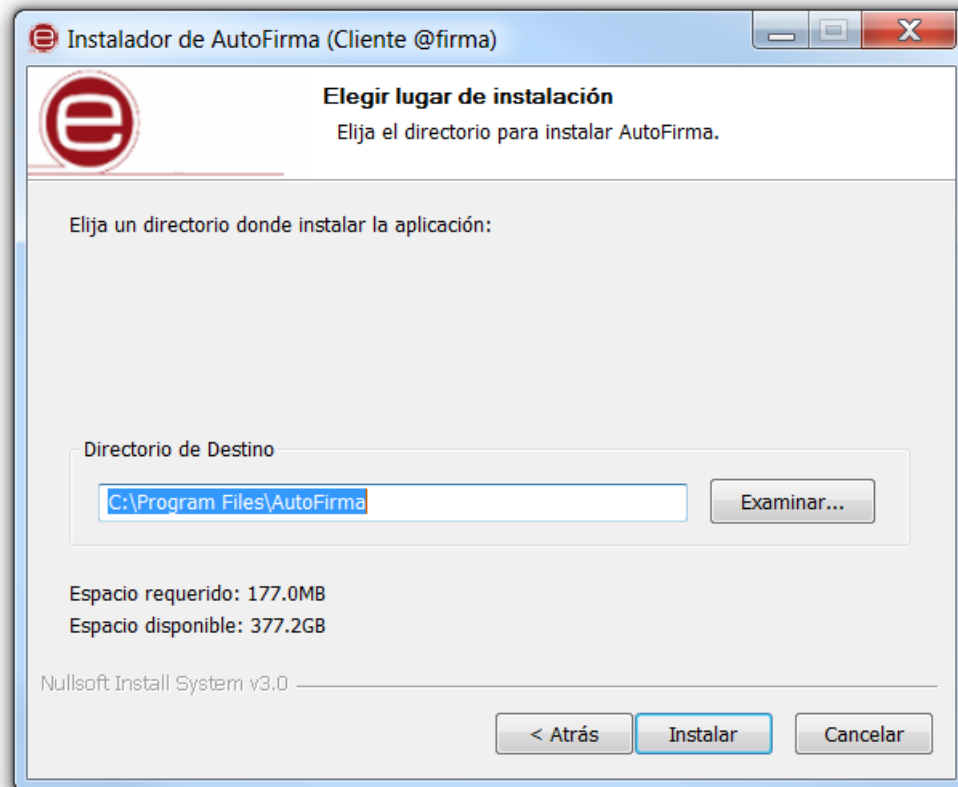 Instalador de AutoFirma (Cliente @firma)
Elegir lugar de instalación
Elija el directorio para instalar AutoFirma.
Elija un directorio donde instalar la aplicación:
Directorio de Destino
C:\Program Files\AutoFirma
Examinar...
Espacio requerido: 177.0MB
Espacio disponible: 377.2GB
Nullsoft Install System v3.0
< Atrás
Instalar
Cancelar